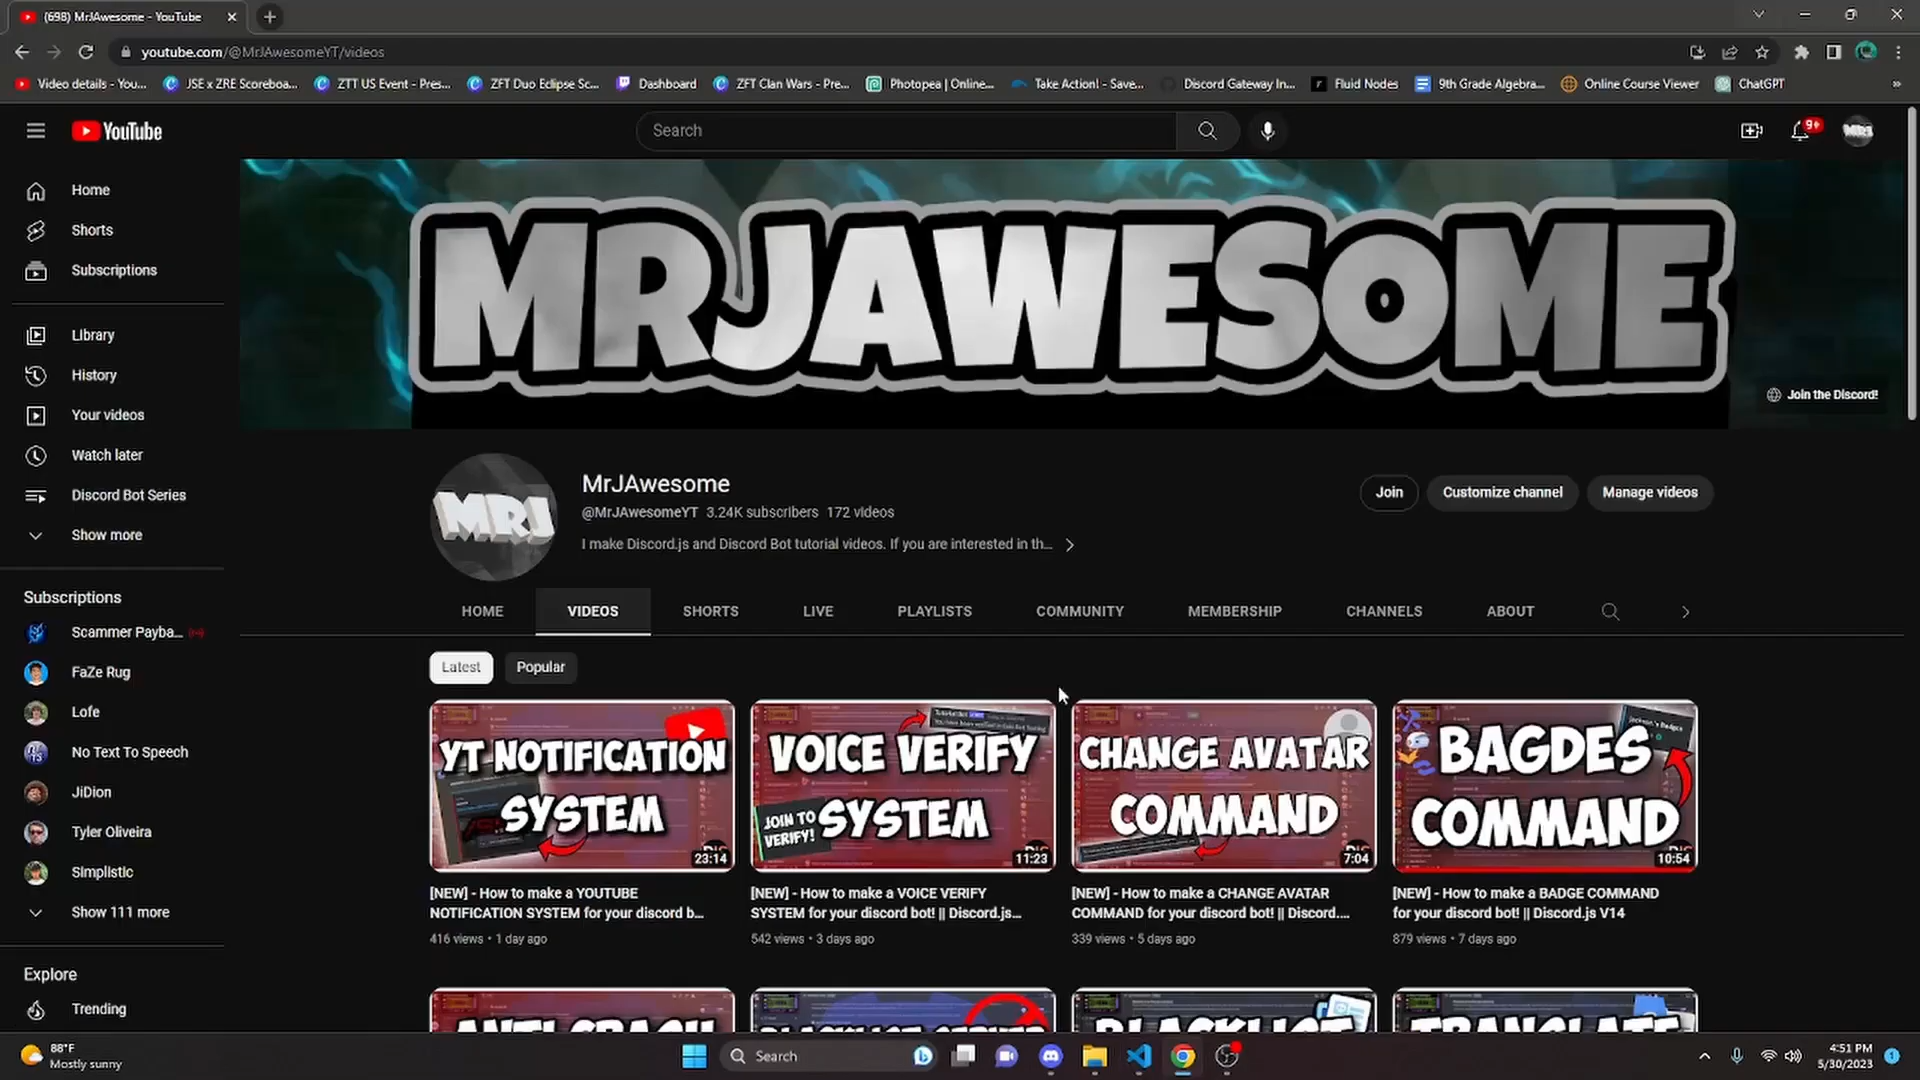 (698) MrJAwesome - YouTube
youtube.com/@MrJAwesomeYT/videos
Video details - You...
JSE x ZRE Scoreboa...
ZTT US Event - Pres...
ZFT Duo Eclipse Sc...
Dashboard
ZFT Clan Wars - Pre...
Photopea | Online...
Take Action! - Save...
Discord Gateway In...
Fluid Nodes
9th Grade Algebra...
Online Course Viewer
ChatGPT
YouTube
Search
9+
MRJ
Home
Shorts
Subscriptions
Library
History
Your videos
Watch later
Discord Bot Series
Show more
Subscriptions
Scammer Payba...
FaZe Rug
Lofe
No Text To Speech
JiDion
Tyler Oliveira
Simplistic
Show 111 more
Explore
Trending
MRJAWESOME
Join the Discord!
MRJ
MrJAwesome
@MrJAwesomeYT 3.24K subscribers 172 videos
I make Discord.js and Discord Bot tutorial videos. If you are interested in th...
Join
Customize channel
Manage videos
HOME
VIDEOS
SHORTS
LIVE
PLAYLISTS
COMMUNITY
MEMBERSHIP
CHANNELS
ABOUT
Latest
Popular
YT NOTIFICATION
SYSTEM
23:14
[NEW] - How to make a YOUTUBE
NOTIFICATION SYSTEM for your discord b...
416 views • 1 day ago
VOICE VERIFY
SYSTEM
JOIN TO
VERIFY!
11:23
[NEW] - How to make a VOICE VERIFY
SYSTEM for your discord bot! || Discord.js...
542 views • 3 days ago
CHANGE AVATAR
COMMAND
7:04
[NEW] - How to make a CHANGE AVATAR
COMMAND for your discord bot! || Discord....
339 views • 5 days ago
BAGDES
COMMAND
Jackson's Badges
10:54
[NEW] - How to make a BADGE COMMAND
for your discord bot! || Discord.js V14
879 views • 7 days ago
ANTI CRASH
BLACKLIST SERVER
BLACKLIST
TRANSLATE
88°F
Mostly sunny
Search
4:51 PM
5/30/2023
1